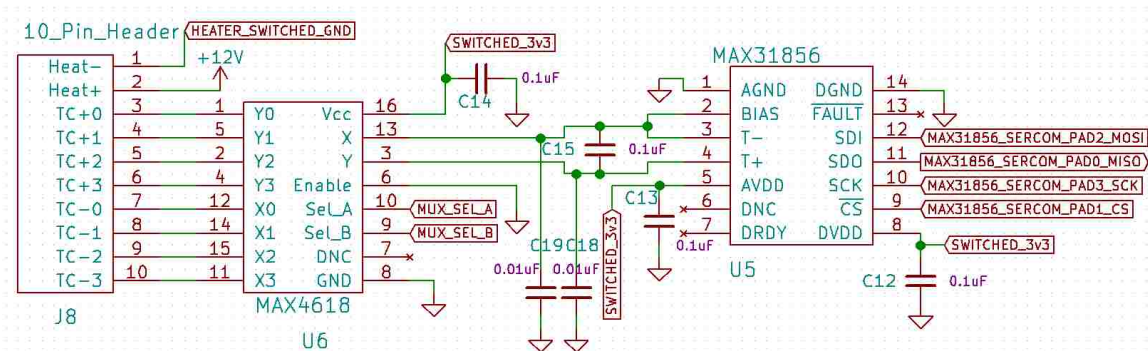 10_Pin_Header
HEATER_SWITCHED_GND
+12V
Heat- 1
Heat+ 2
TC+0 3
TC+1 4
TC+2 5
TC+3 6
TC-0 7
TC-1 8
TC-2 9
TC-3 10
J8
1 Y0 Vcc 16
5 Y1 X 13
2 Y2 Y 3
4 Y3 Enable 6
12 X0 Sel_A 10
14 X1 Sel_B 9
15 X2 DNC 7
11 X3 GND 8
MAX4618
U6
SWITCHED_3v3
C14 0.1uF
MUX_SEL_A
MUX_SEL_B
C15 0.1uF
C19 0.01uF
C18 0.01uF
SWITCHED_3v3
C13 0.1uF
MAX31856
1 AGND DGND 14
2 BIAS FAULT 13
3 T- SDI 12
4 T+ SDO 11
5 AVDD SCK 10
6 DNC CS 9
7 DRDY DVDD 8
U5
MAX31856_SERCOM_PAD2_MOSI
MAX31856_SERCOM_PAD0_MISO
MAX31856_SERCOM_PAD3_SCK
MAX31856_SERCOM_PAD1_CS
SWITCHED_3v3
C12 0.1uF